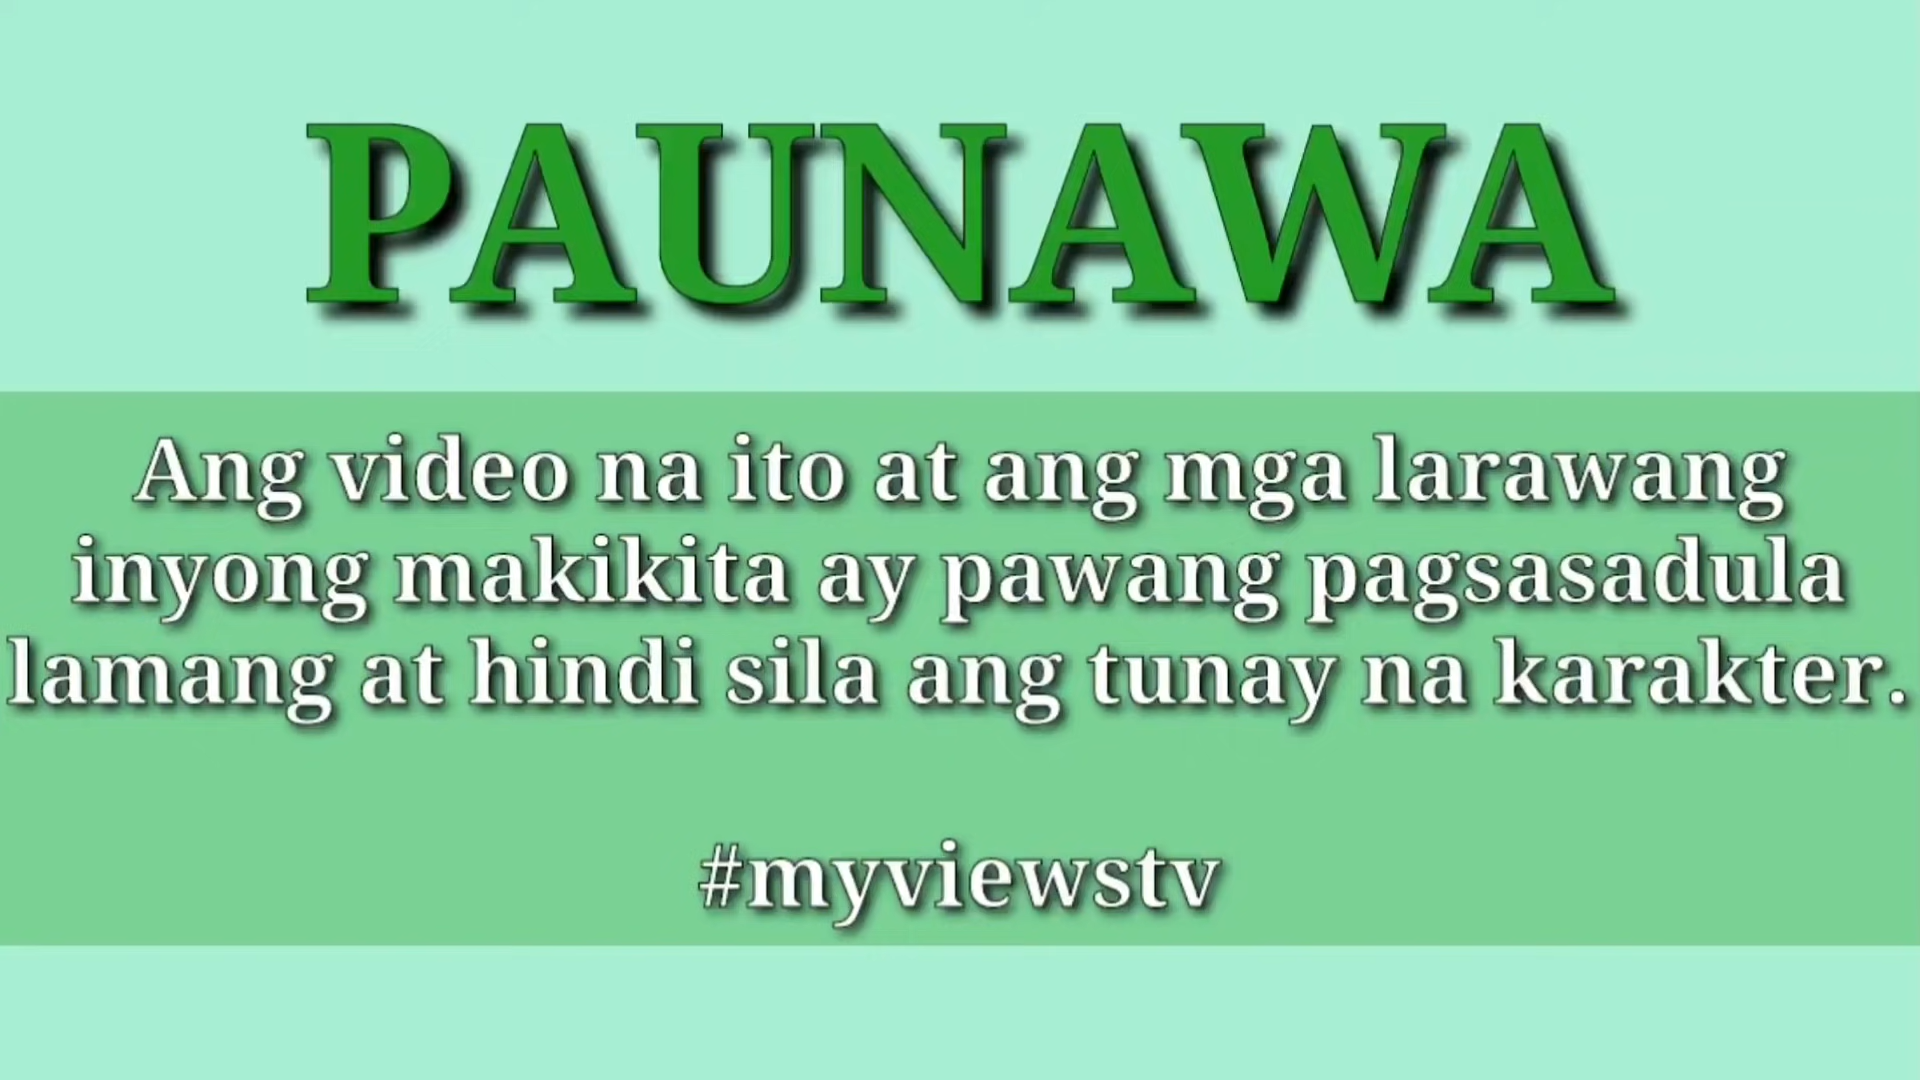 PAUNAWA
Ang video na ito at ang mga larawang
inyong makikita ay pawang pagsasadula
lamang at hindi sila ang tunay na karakter.
#myviewstv